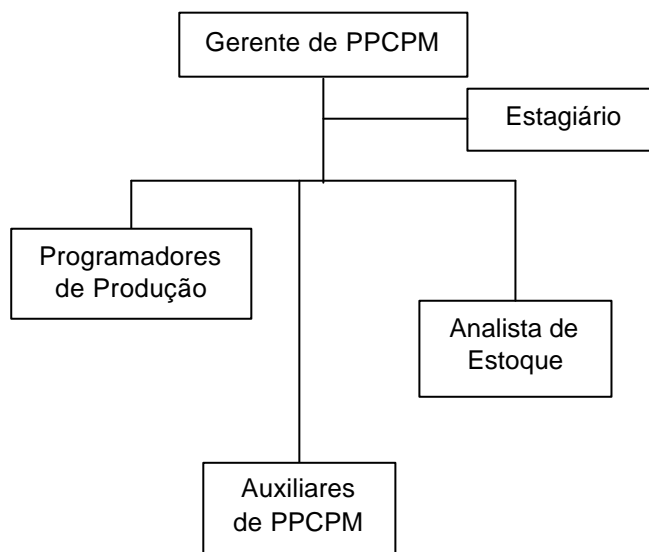 Gerente de PPCPM
Estagiário
Programadores
de Produção
Analista de
Estoque
Auxiliares
de PPCPM